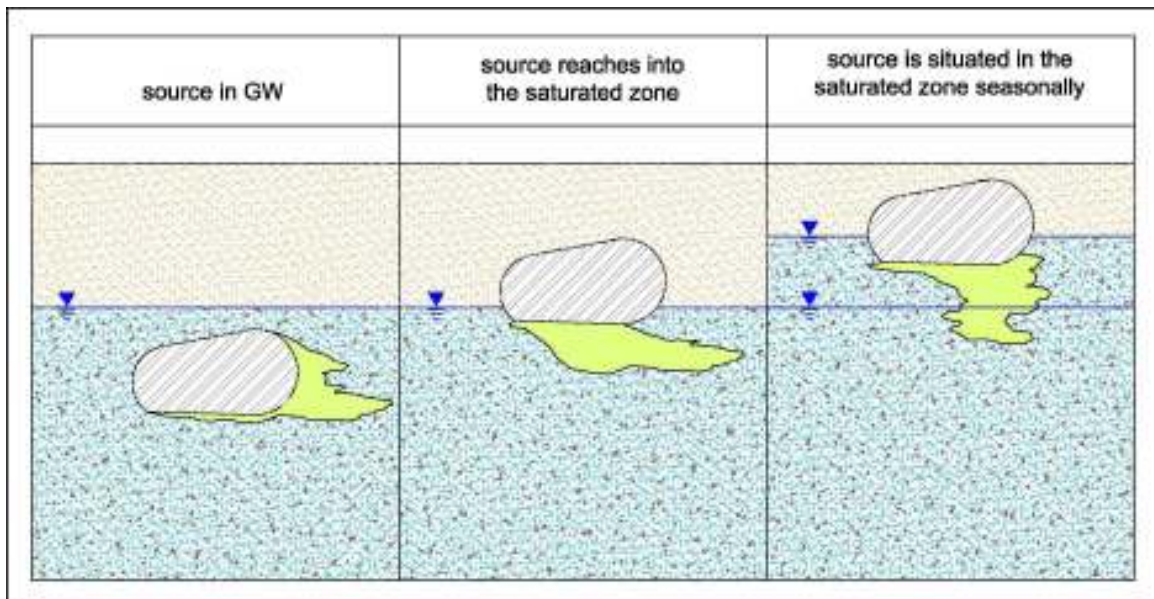 source in GW
source reaches into
the saturated zone
source is situated in the
saturated zone seasonally